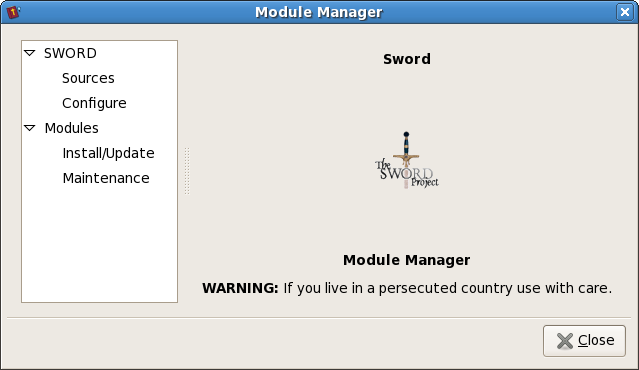 Module Manager
SWORD
Sources
Configure
Modules
Install/Update
Maintenance
Sword
The
SWORD
Project
Module Manager
WARNING: If you live in a persecuted country use with care.
Close